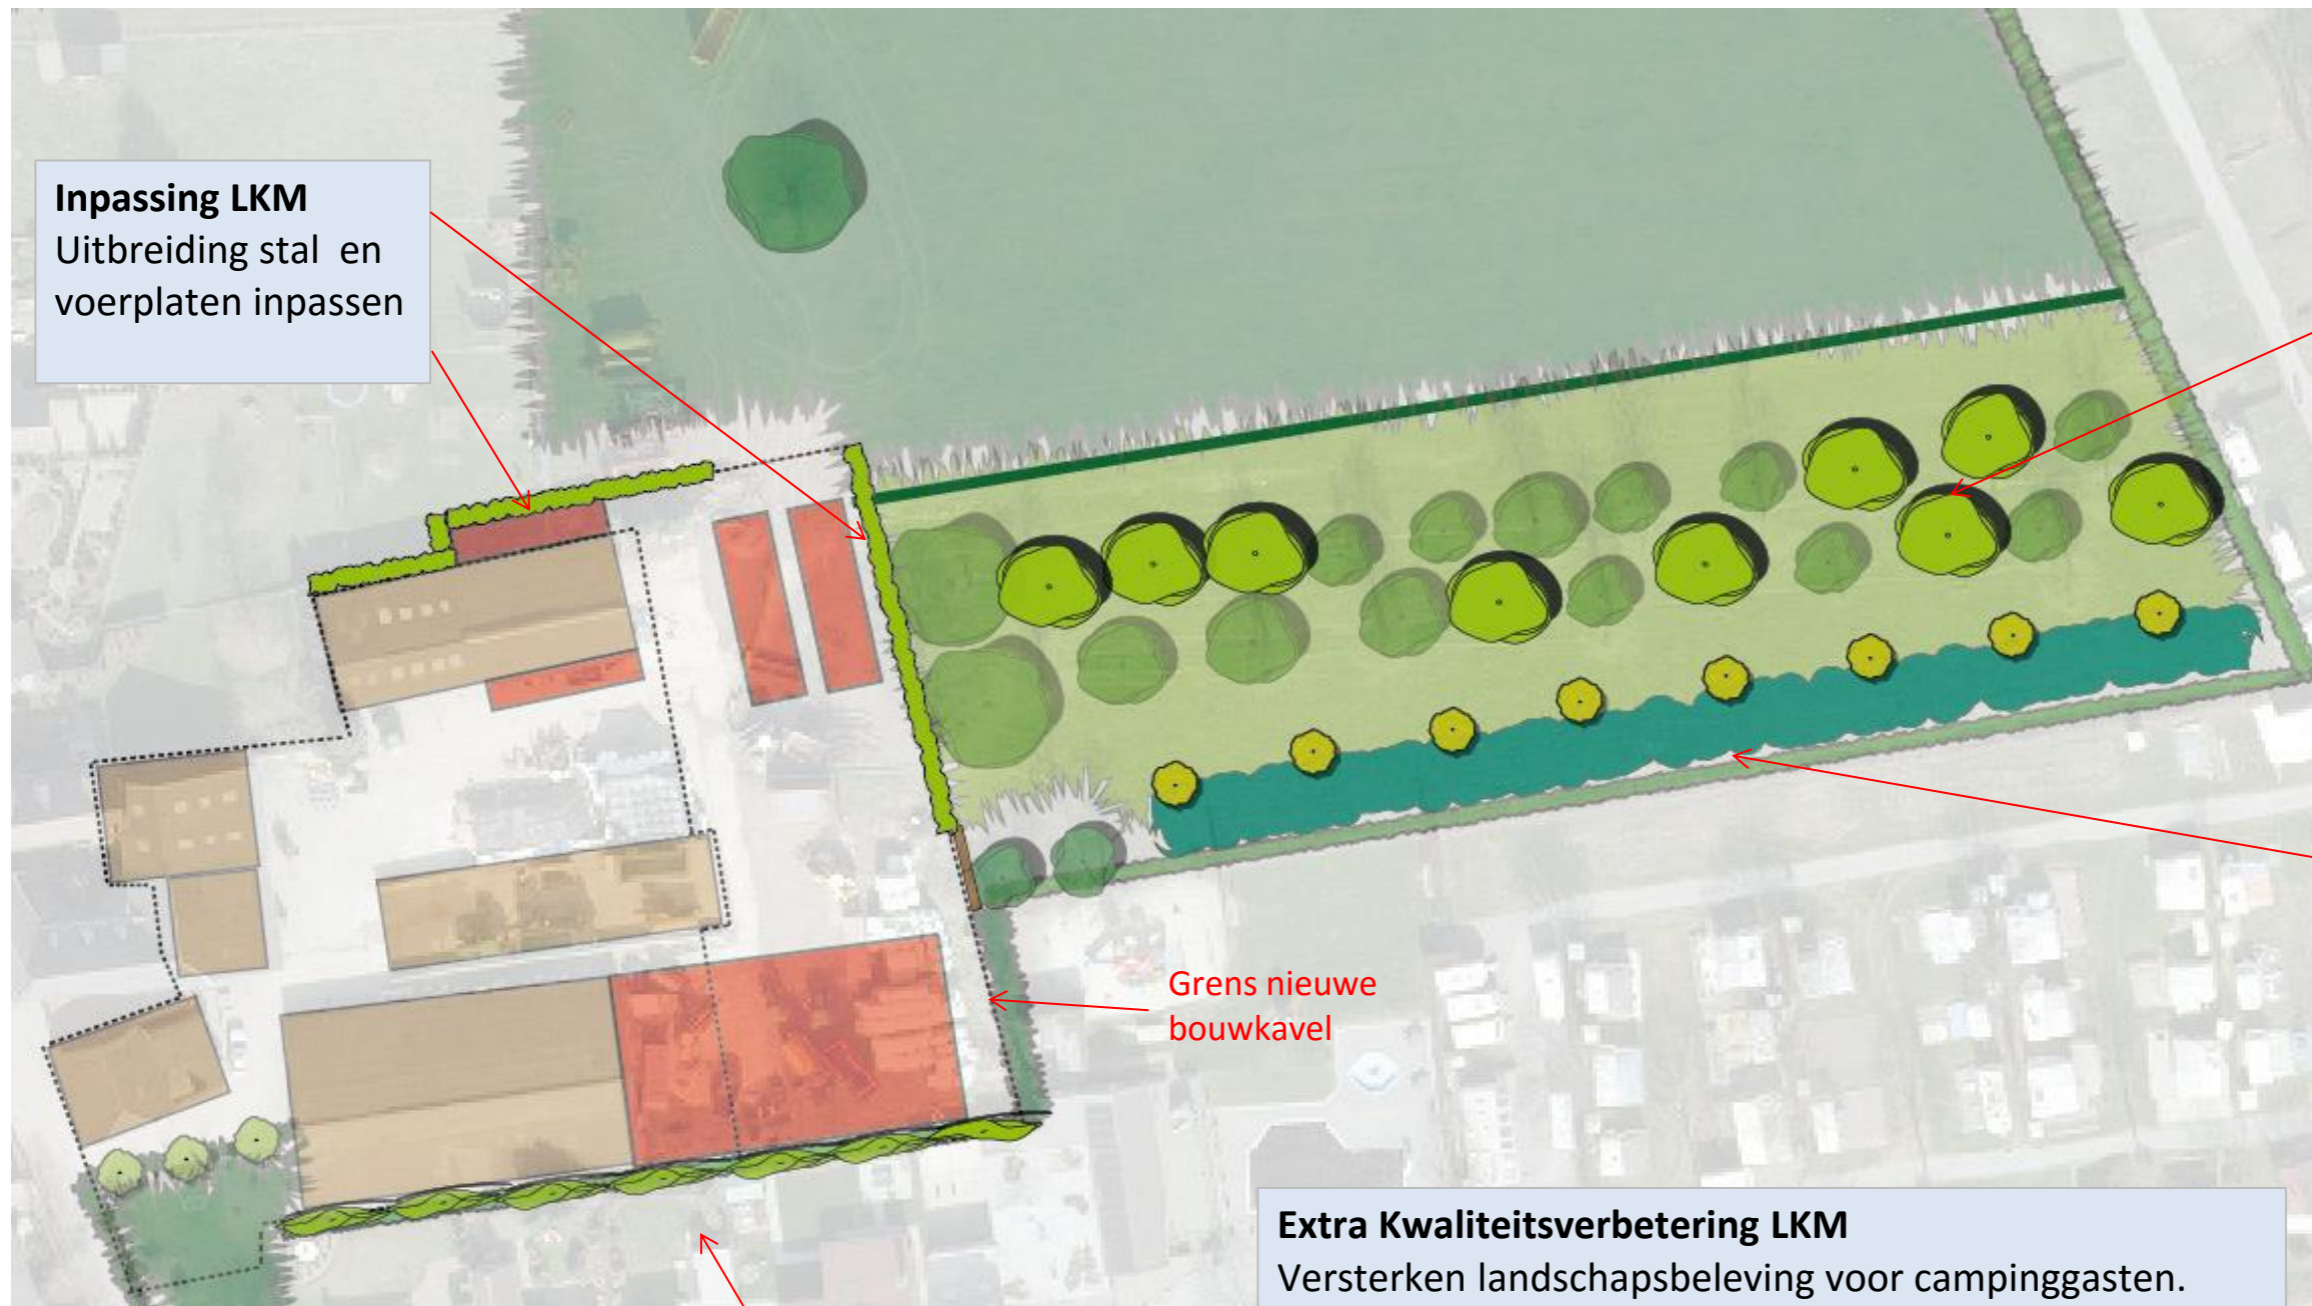 Inpassing LKM
Uitbreiding stal en
voerplaten inpassen
Grens nieuwe
bouwkavel
Extra Kwaliteitsverbetering LKM
Versterken landschapsbeleving voor campinggasten.